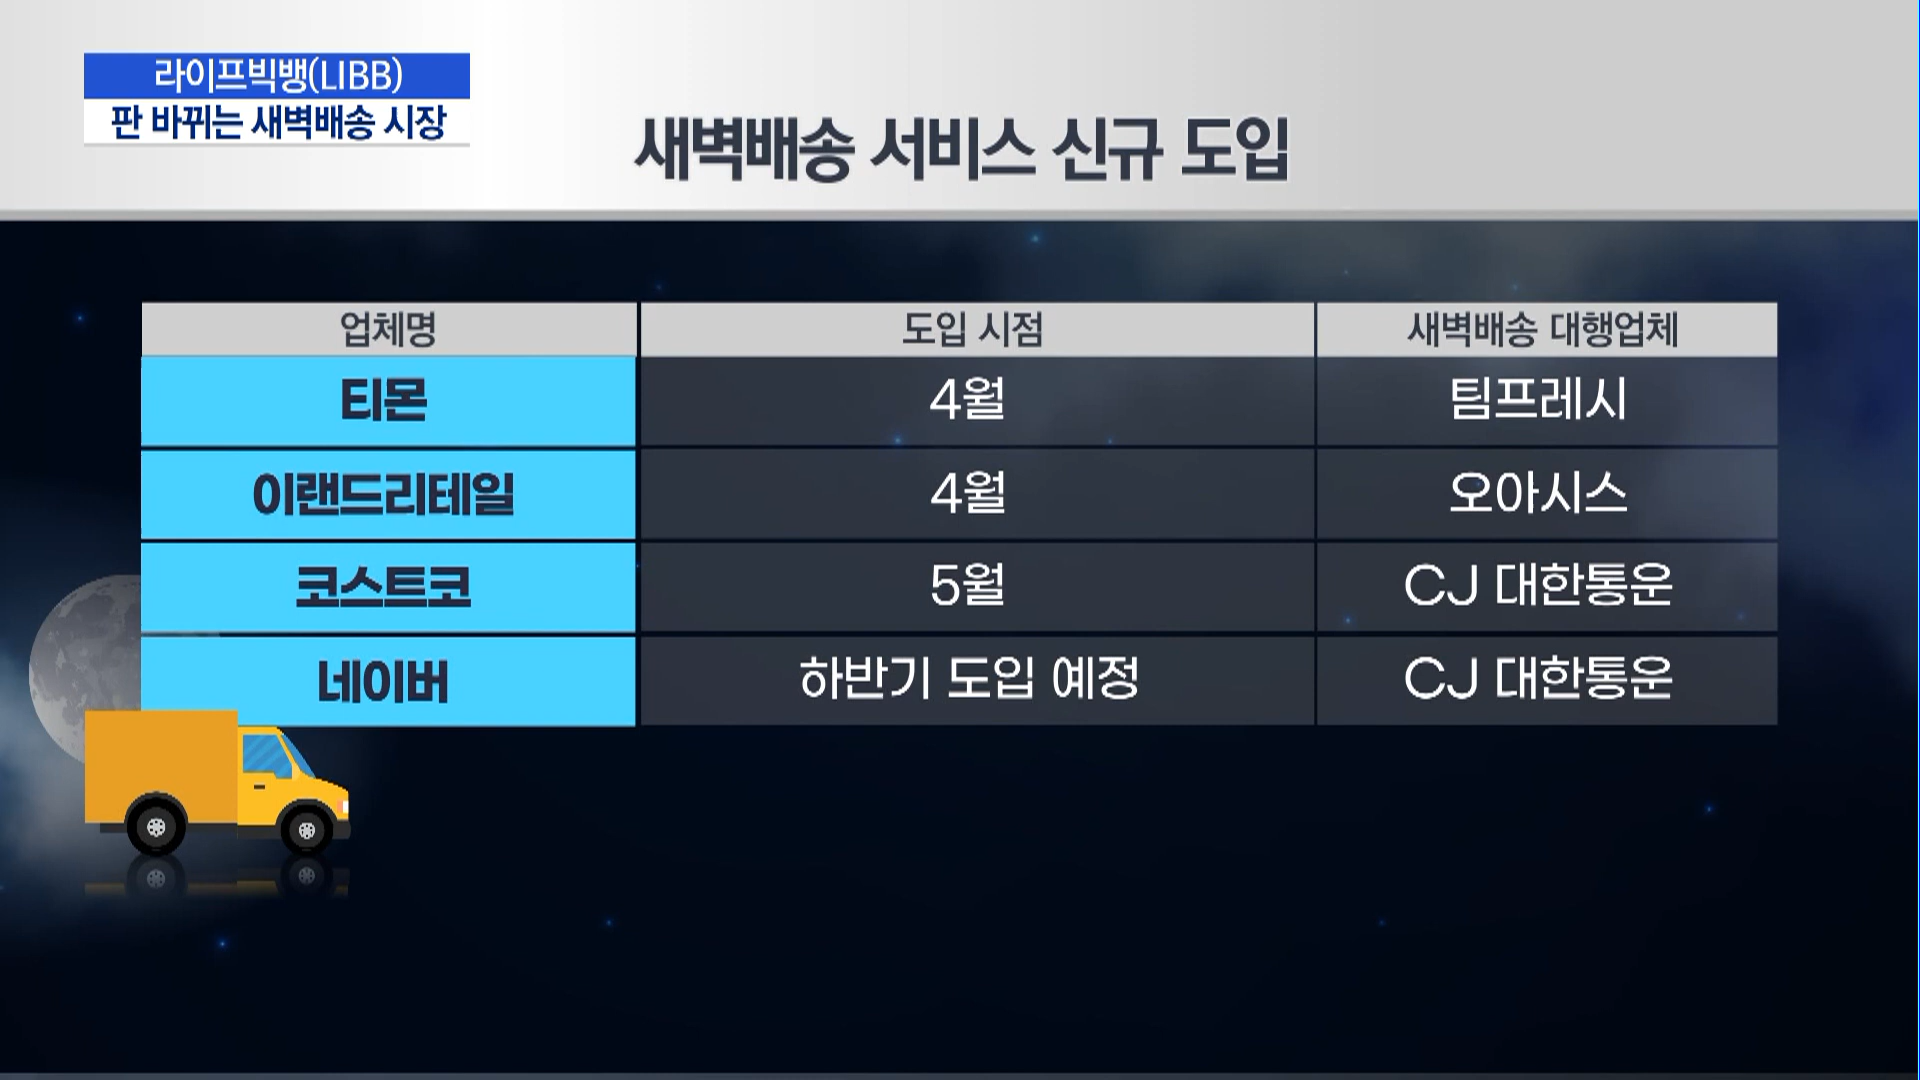 라이프빅뱅(LIBB)
판 바뀌는 새벽배송 시장
새벽배송 서비스 신규 도입
업체명 도입 시점 새벽배송 대행업체
티몬 4월 팀프레시
이랜드리테일 4월 오아시스
코스트코 5월 CJ 대한통운
네이버 하반기 도입 예정 CJ 대한통운